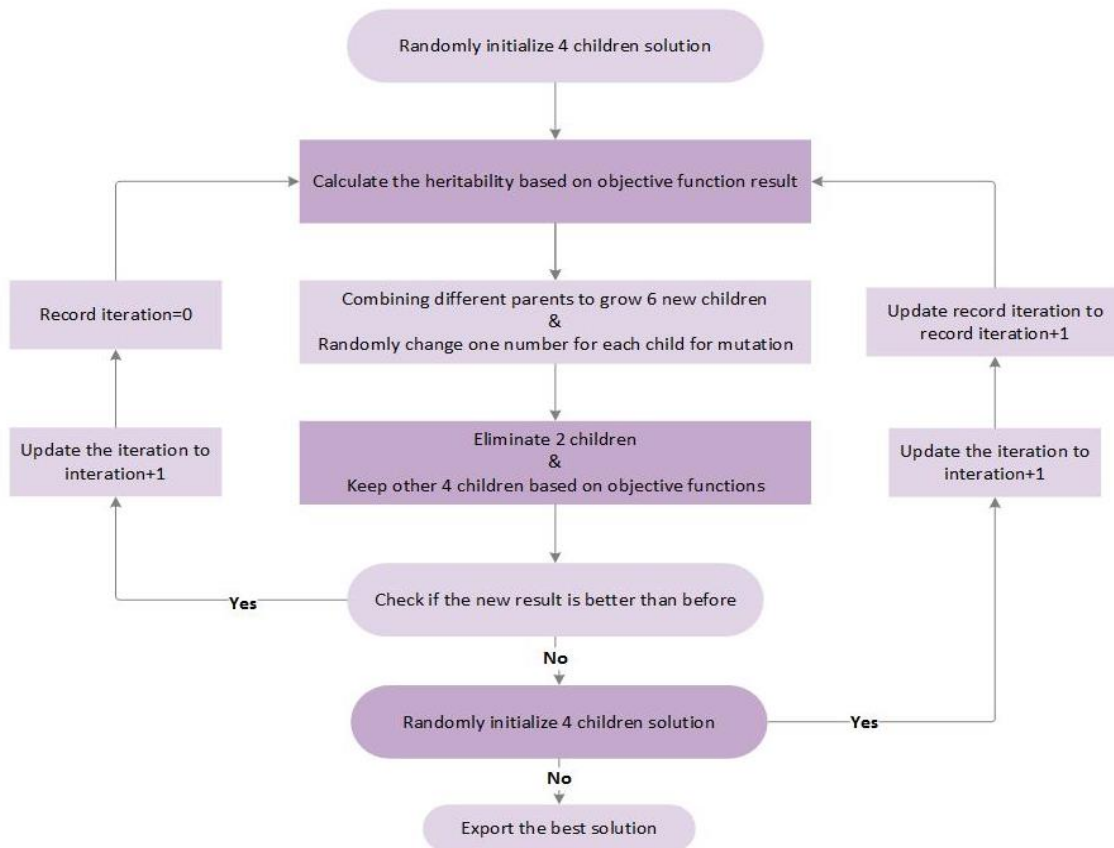 Randomly initialize 4 children solution
Calculate the heritability based on objective function result
Record iteration=0
Combining different parents to grow 6 new children
&
Randomly change one number for each child for mutation
Update record iteration to
record iteration+1
Update the iteration to
interation+1
Eliminate 2 children
&
Keep other 4 children based on objective functions
Update the iteration to
interation+1
Check if the new result is better than before
Yes
No
Randomly initialize 4 children solution
Yes
No
Export the best solution